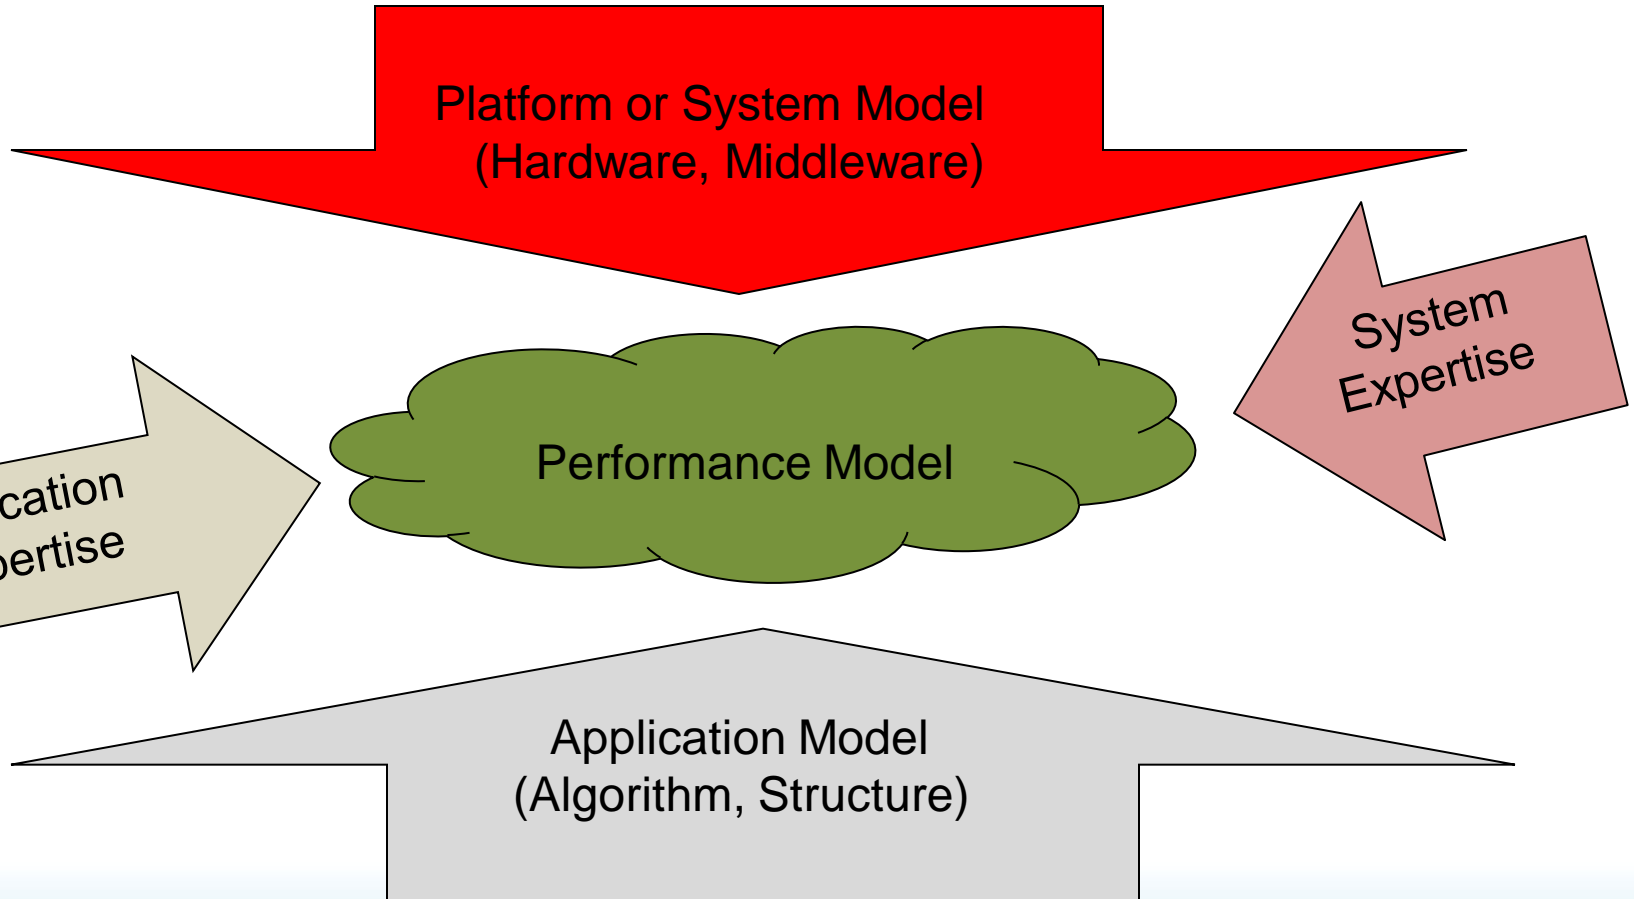 Platform or System Model
(Hardware, Middleware)
System
Expertise
Performance Model
cation
pertise
Application Model
(Algorithm, Structure)